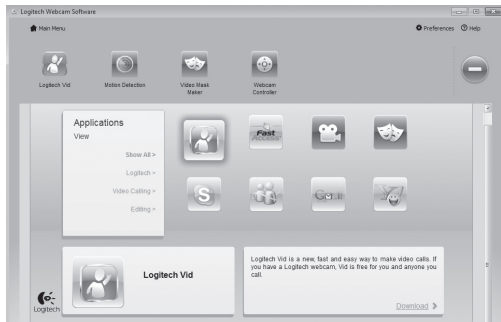 Logitech Webcam Software
Main Menu
Preferences
Help
Logitech Vid
Motion Detection
Video Mask
Maker
Webcam
Controller
Applications
View
Show All >
Logitech >
Video Calling >
Editing >
Fast
Access
Logitech Vid
Logitech Vid is a new, fast and easy way to make video calls. If
you have a Logitech webcam, Vid is free for you and anyone you
call.
Download
Logitech